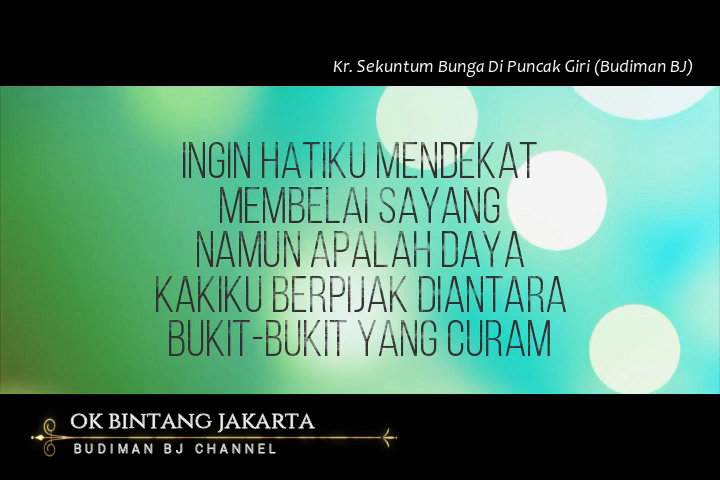 Kr. Sekuntum Bunga Di Puncak Giri (Budiman BJ)
INGIN HATIKU MENDEKAT
MEMBELAI SAYANG
NAMUN APALAH DAYA
KAKIKU BERPIJAK DIANTARA
BUKIT-BUKIT YANG CURAM
OK BINTANG JAKARTA
BUDIMAN BJ CHANNEL